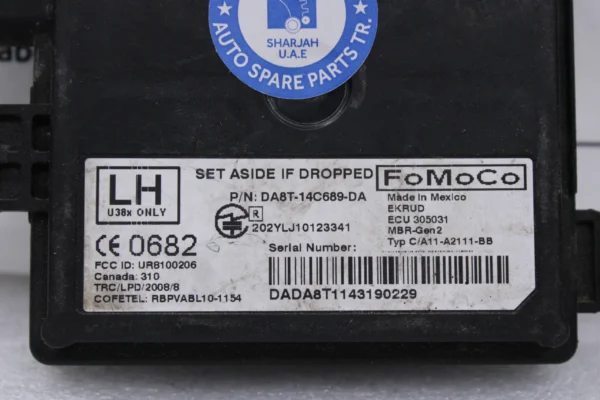 SHARJAH
U.A.E
AUTO SPARE PARTS TR.
SET ASIDE IF DROPPED
FoMoCo
LH
U38x ONLY
P/N: DA8T-14C689-DA
R
202YLJ10123341
Made in Mexico
EKRUD
ECU 305031
MBR-Gen2
Typ C/A11-A2111-BB
CE 0682
FCC ID: UR8100206
Canada: 310
TRC/LPD/2008/8
COFETEL: RBPVABL10-1154
Serial Number:
DADA8T1143190229